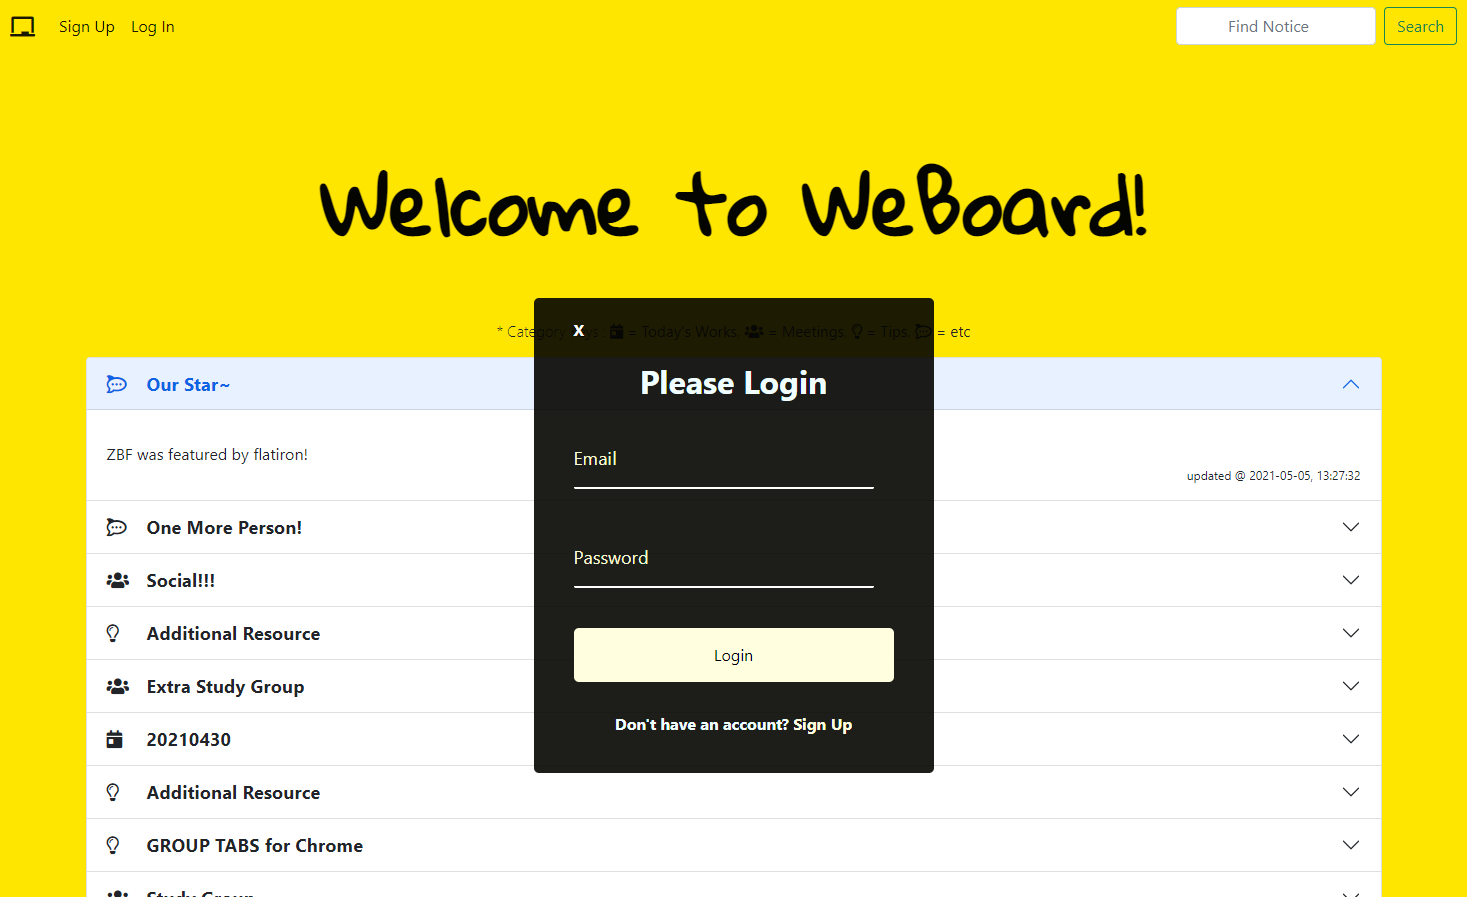 Sign Up Log In Find Notice Search
Welcome to WeBoard!
* Category Keys : = Today's Works, = Meetings, = Tips, = etc
x
Please Login
Email
Password
Login
Don't have an account? Sign Up
Our Star~
ZBF was featured by flatiron!
updated @ 2021-05-05, 13:27:32
One More Person!
Social!!!
Additional Resource
Extra Study Group
20210430
Additional Resource
GROUP TABS for Chrome
Study Group